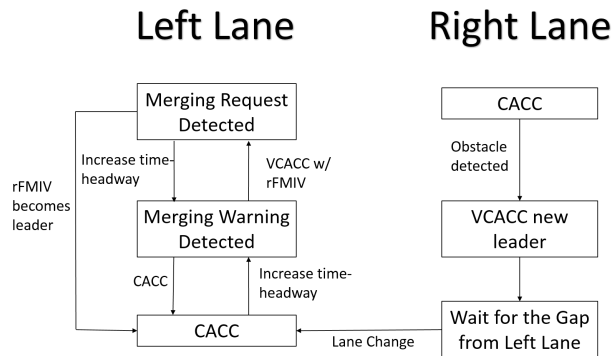 Left Lane
Right Lane
Merging Request
Detected
CACC
Increase time-
headway
VCACC w/
rFMIV
Obstacle
detected
rFMIV
becomes
leader
Merging Warning
Detected
VCACC new
leader
CACC
Increase time-
headway
CACC
Lane Change
Wait for the Gap
from Left Lane